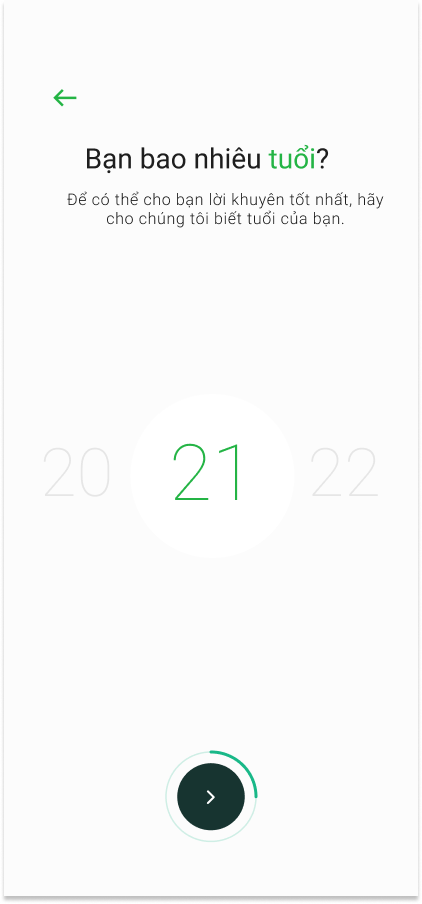 Bạn bao nhiêu tuổi?
Để có thể cho bạn lời khuyên tốt nhất, hãy
cho chúng tôi biết tuổi của bạn.
20 21 22